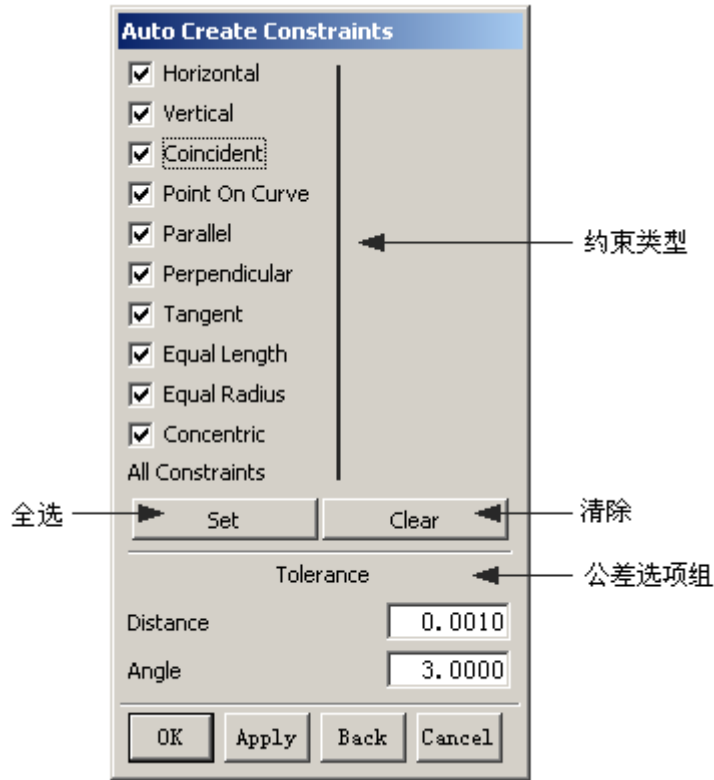 Auto Create Constraints
Horizontal
Vertical
Coincident
Point On Curve
Parallel
约束类型
Perpendicular
Tangent
Equal Length
Equal Radius
Concentric
All Constraints
全选 Set Clear 清除
Tolerance 公差选项组
Distance 0.0010
Angle 3.0000
OK Apply Back Cancel